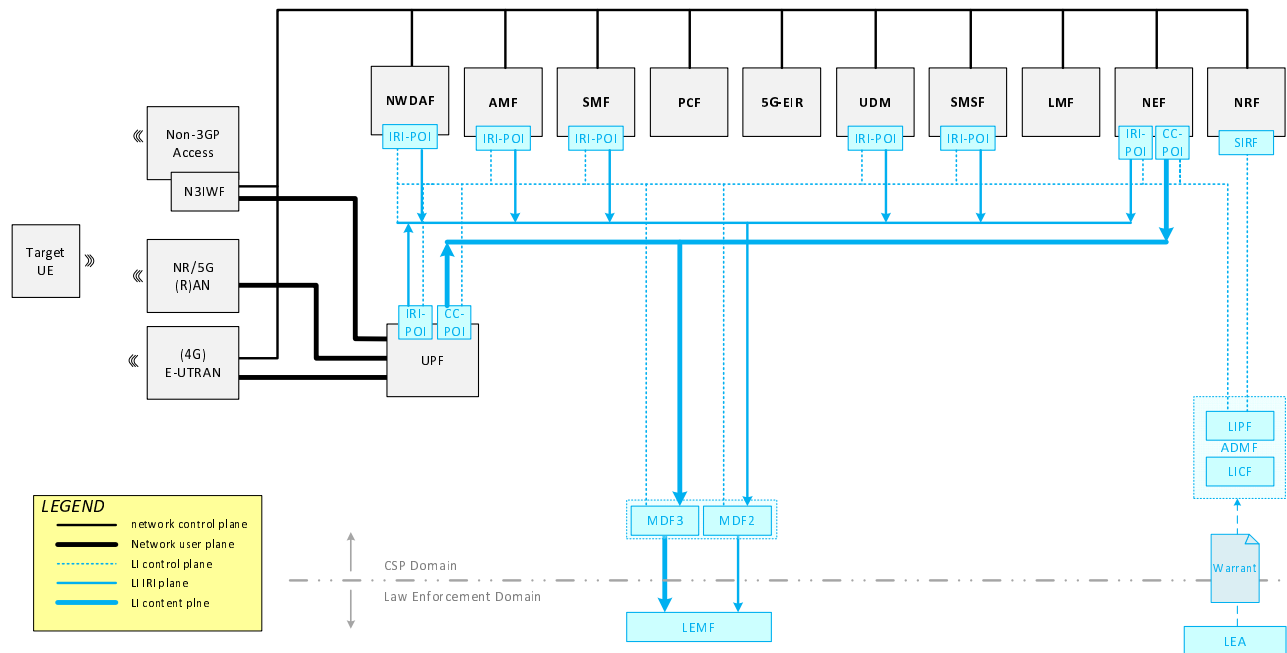 NWDAF
AMF
SMF
PCF
5G-EIR
UDM
SMSF
LMF
NEF
NRF
IRI-POI
IRI-POI
IRI-POI
IRI-POI
IRI-POI
IRI-
POI
CC-
POI
SIRF
Non-3GP
Access
N3IWF
Target
UE
NR/5G
(R)AN
(4G)
E-UTRAN
IRI-
POI
CC-
POI
UPF
LIPF
ADMF
LICF
LEGEND
network control plane
Network user plane
LI control plane
LI IRI plane
LI content plne
MDF3
MDF2
CSP Domain
Law Enforcement Domain
Warrant
LEMF
LEA